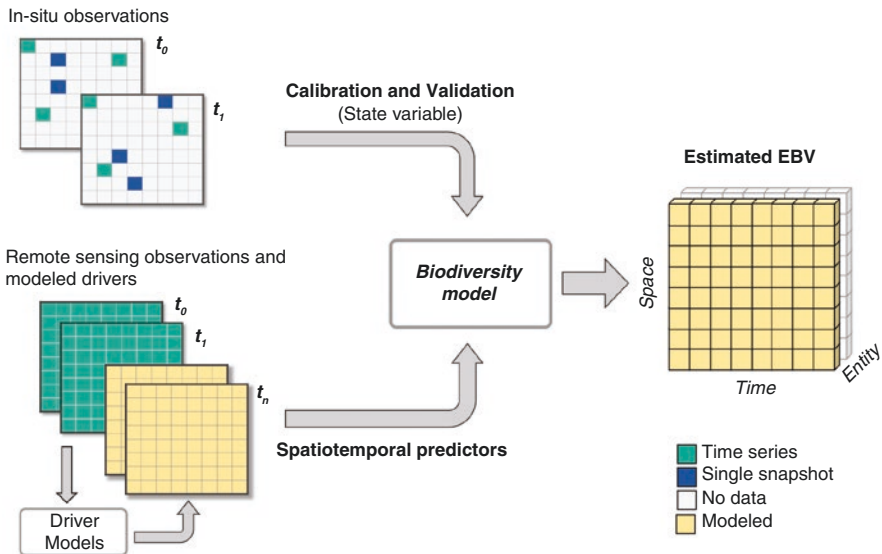 In-situ observations
t0
t1
Calibration and Validation
(State variable)
Estimated EBV
Remote sensing observations and
modeled drivers
t0
t1
tn
Biodiversity
model
Space
Time
Entity
Spatiotemporal predictors
Driver
Models
Time series
Single snapshot
No data
Modeled